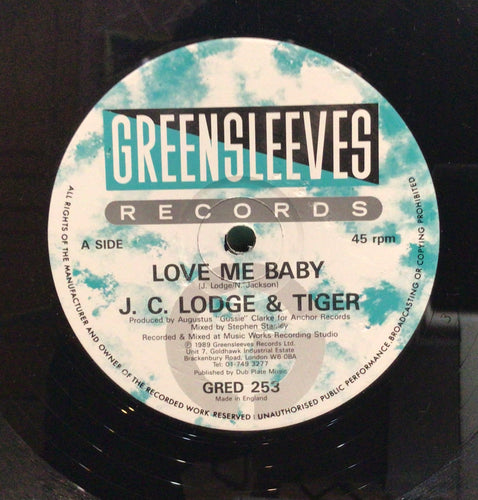 GREENSLEEVES
RECORDS
A SIDE
45 rpm
LOVE ME BABY
(J. Lodge/N. Jackson)
J. C. LODGE & TIGER
Produced by Augustus "Gussie" Clarke for Anchor Records
Mixed by Stephen Stanley
Recorded & Mixed at Music Works Recording Studio
℗ 1989 Greensleeves Records Ltd.
Unit 7, Goldhawk Industrial Estate
Brackenbury Road, London W6 0BA
Tel: 01-749 3277
Published by Dub Plate Music
GRED 253
Made in England
ALL RIGHTS OF THE MANUFACTURER AND OWNER OF THE RECORDED WORK RESERVED UNAUTHORISED PUBLIC PERFORMANCE, BROADCASTING OR COPYING PROHIBITED